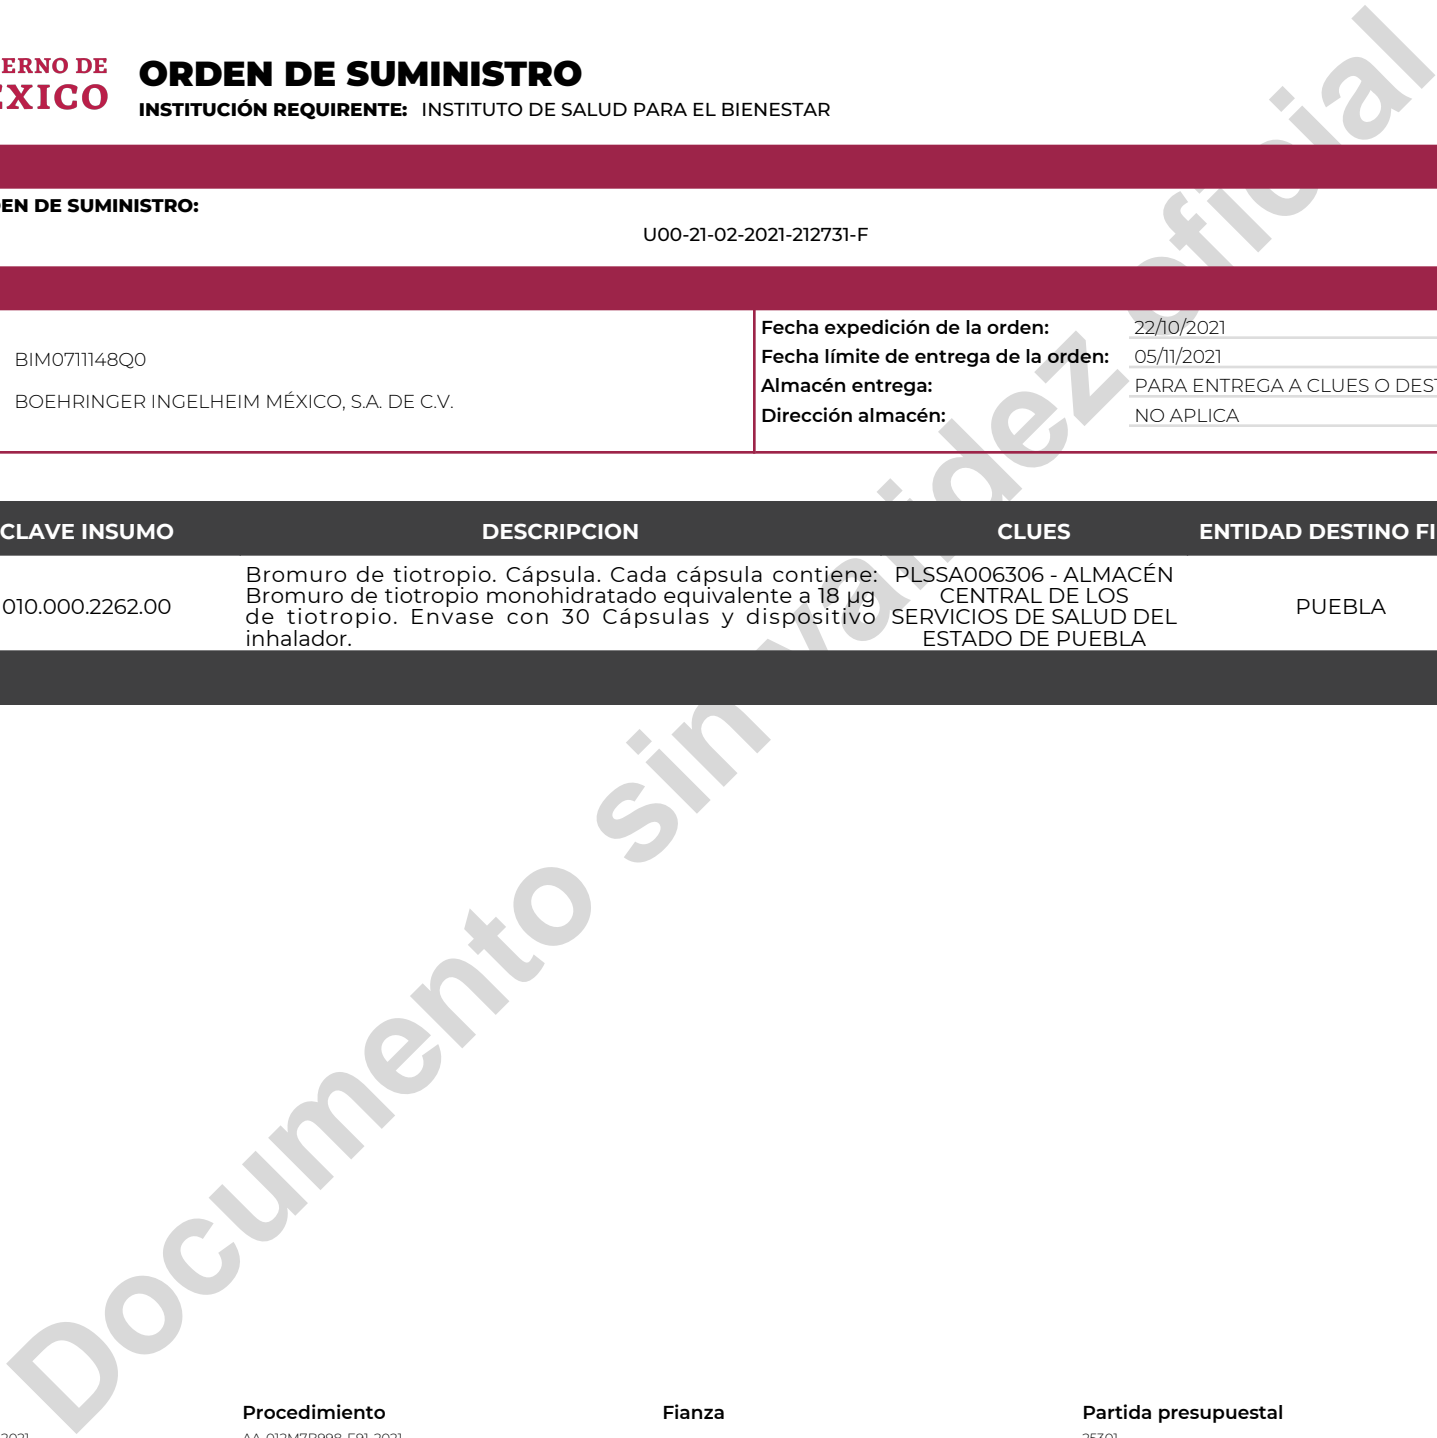 ERNO DE
ÉXICO
ORDEN DE SUMINISTRO
INSTITUCIÓN REQUIRENTE: INSTITUTO DE SALUD PARA EL BIENESTAR
EN DE SUMINISTRO:
U00-21-02-2021-212731-F
BIM0711148Q0
BOEHRINGER INGELHEIM MÉXICO, S.A. DE C.V.
Fecha expedición de la orden: 22/10/2021
Fecha límite de entrega de la orden: 05/11/2021
Almacén entrega: PARA ENTREGA A CLUES O DEST
Dirección almacén: NO APLICA
CLAVE INSUMO DESCRIPCION CLUES ENTIDAD DESTINO FI
010.000.2262.00
Bromuro de tiotropio. Cápsula. Cada cápsula contiene:
Bromuro de tiotropio monohidratado equivalente a 18 µg
de tiotropio. Envase con 30 Cápsulas y dispositivo
inhalador.
PLSSA006306 - ALMACÉN
CENTRAL DE LOS
SERVICIOS DE SALUD DEL
ESTADO DE PUEBLA
PUEBLA
Documento sin validez oficial
Procedimiento Fianza Partida presupuestal